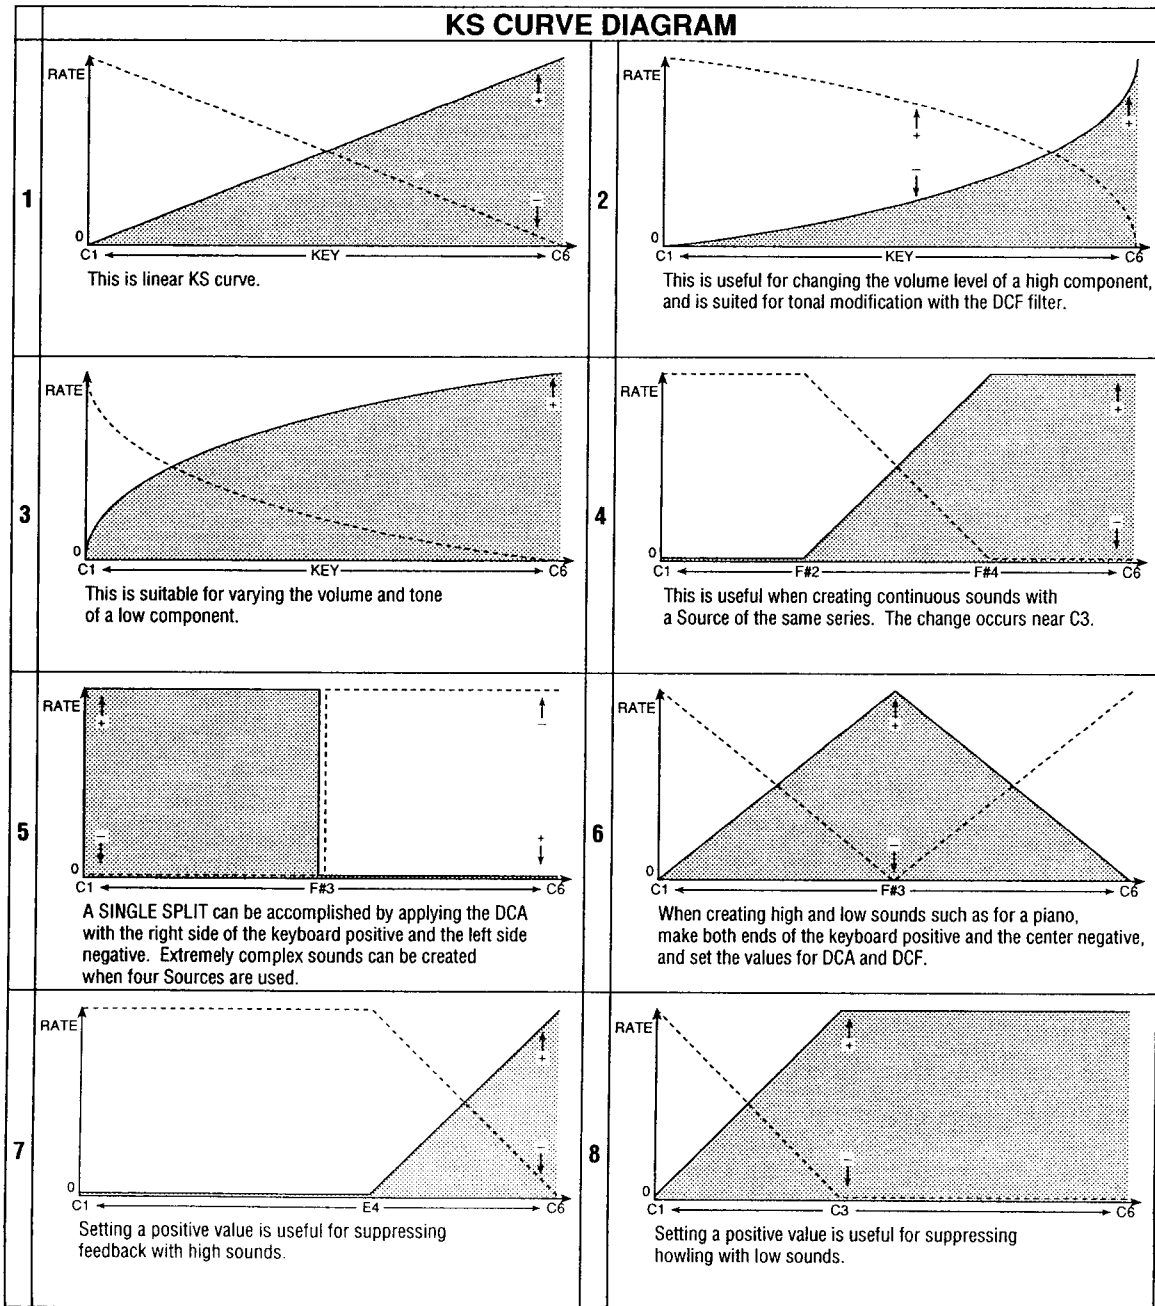 KS CURVE DIAGRAM
1
RATE
+
−
0
C1 KEY C6
This is linear KS curve.
2
RATE
+
+
−
0
C1 KEY C6
This is useful for changing the volume level of a high component,
and is suited for tonal modification with the DCF filter.
3
RATE
+
0
C1 KEY C6
This is suitable for varying the volume and tone
of a low component.
4
RATE
+
−
0
C1 F#2 F#4 C6
This is useful when creating continuous sounds with
a Source of the same series. The change occurs near C3.
5
RATE
+
−
−
+
0
C1 F#3 C6
A SINGLE SPLIT can be accomplished by applying the DCA
with the right side of the keyboard positive and the left side
negative. Extremely complex sounds can be created
when four Sources are used.
6
RATE
+
−
0
C1 F#3 C6
When creating high and low sounds such as for a piano,
make both ends of the keyboard positive and the center negative,
and set the values for DCA and DCF.
7
RATE
+
−
0
C1 E4 C6
Setting a positive value is useful for suppressing
feedback with high sounds.
8
RATE
+
−
0
C1 C3 C6
Setting a positive value is useful for suppressing
howling with low sounds.